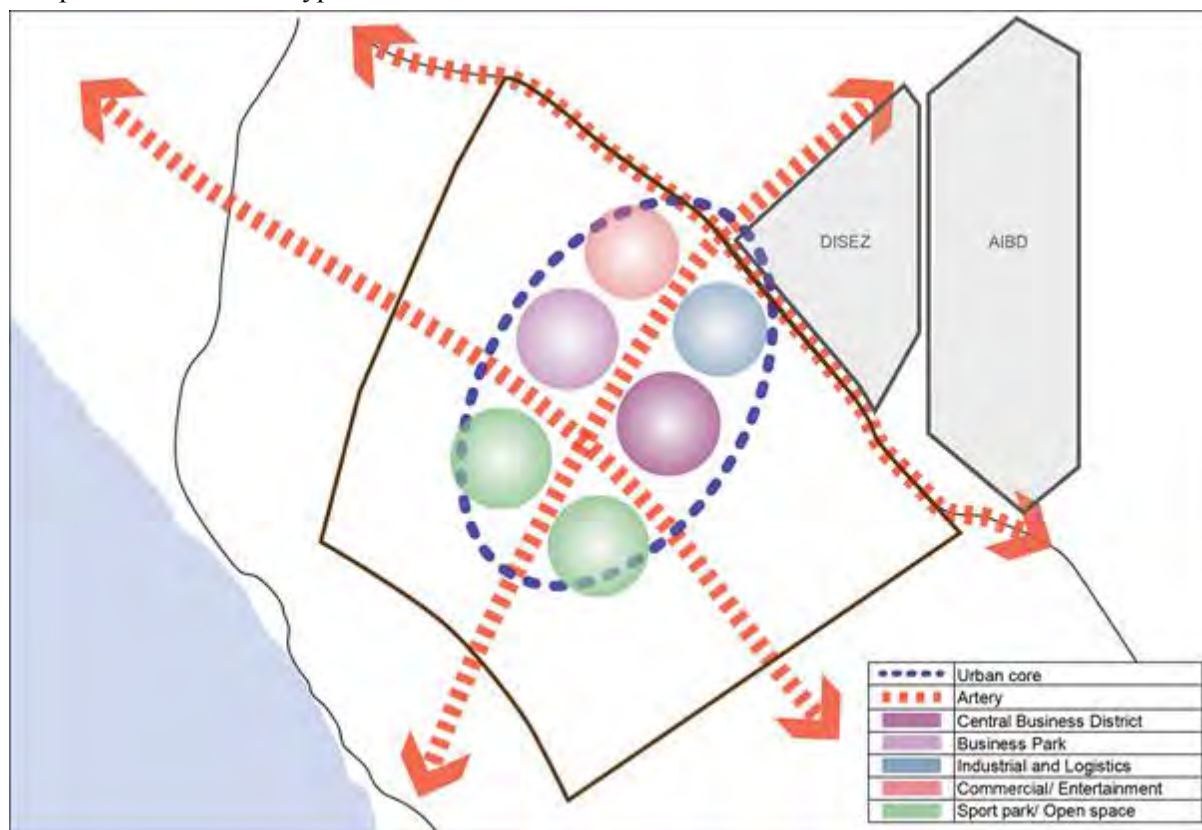 DISEZ
AIBD
Urban core
Artery
Central Business District
Business Park
Industrial and Logistics
Commercial/ Entertainment
Sport park/ Open space